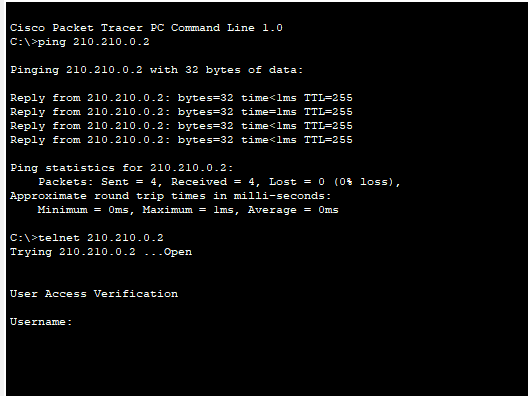 Cisco Packet Tracer PC Command Line 1.0
C:\>ping 210.210.0.2
Pinging 210.210.0.2 with 32 bytes of data:
Reply from 210.210.0.2: bytes=32 time<1ms TTL=255
Reply from 210.210.0.2: bytes=32 time=1ms TTL=255
Reply from 210.210.0.2: bytes=32 time<1ms TTL=255
Reply from 210.210.0.2: bytes=32 time<1ms TTL=255
Ping statistics for 210.210.0.2:
Packets: Sent = 4, Received = 4, Lost = 0 (0% loss),
Approximate round trip times in milli-seconds:
Minimum = 0ms, Maximum = 1ms, Average = 0ms
C:\>telnet 210.210.0.2
Trying 210.210.0.2 ...Open
User Access Verification
Username: